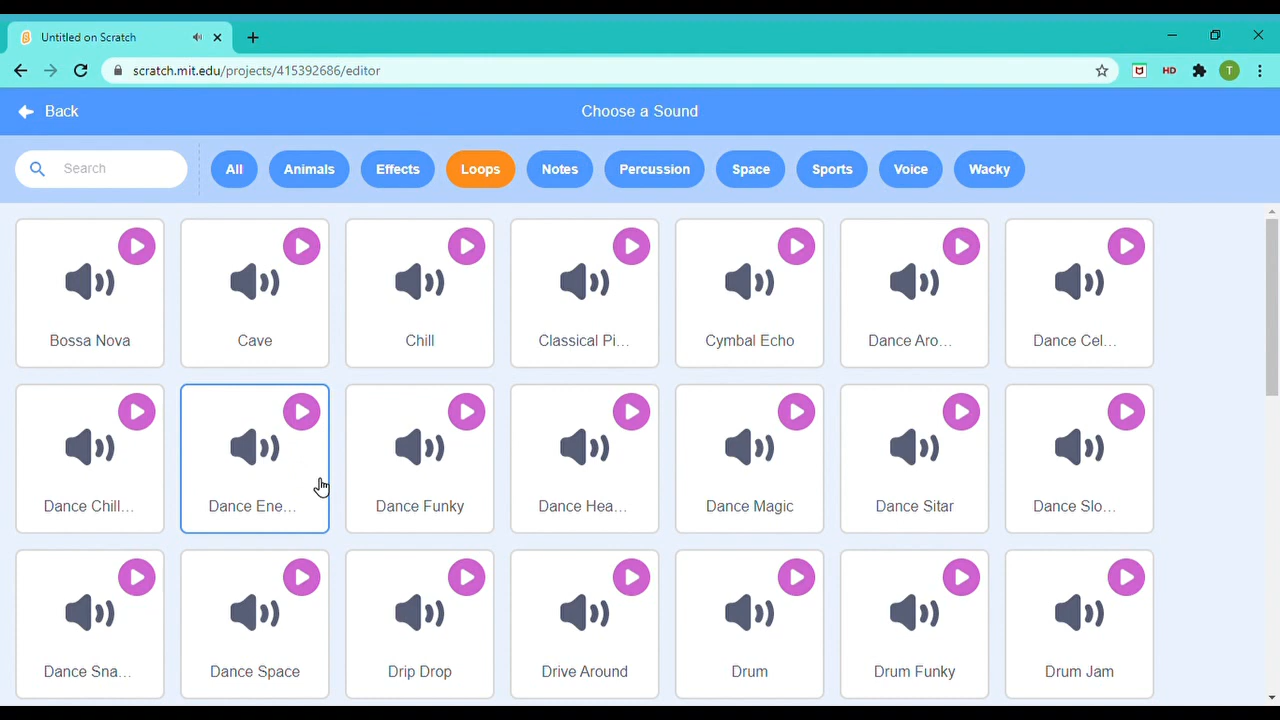 Untitled on Scratch
scratch.mit.edu/projects/415392686/editor
HD
T
Back
Choose a Sound
Search
All
Animals
Effects
Loops
Notes
Percussion
Space
Sports
Voice
Wacky
Bossa Nova
Cave
Chill
Classical Pi...
Cymbal Echo
Dance Aro...
Dance Cel...
Dance Chill...
Dance Ene...
Dance Funky
Dance Hea...
Dance Magic
Dance Sitar
Dance Slo...
Dance Sna...
Dance Space
Drip Drop
Drive Around
Drum
Drum Funky
Drum Jam